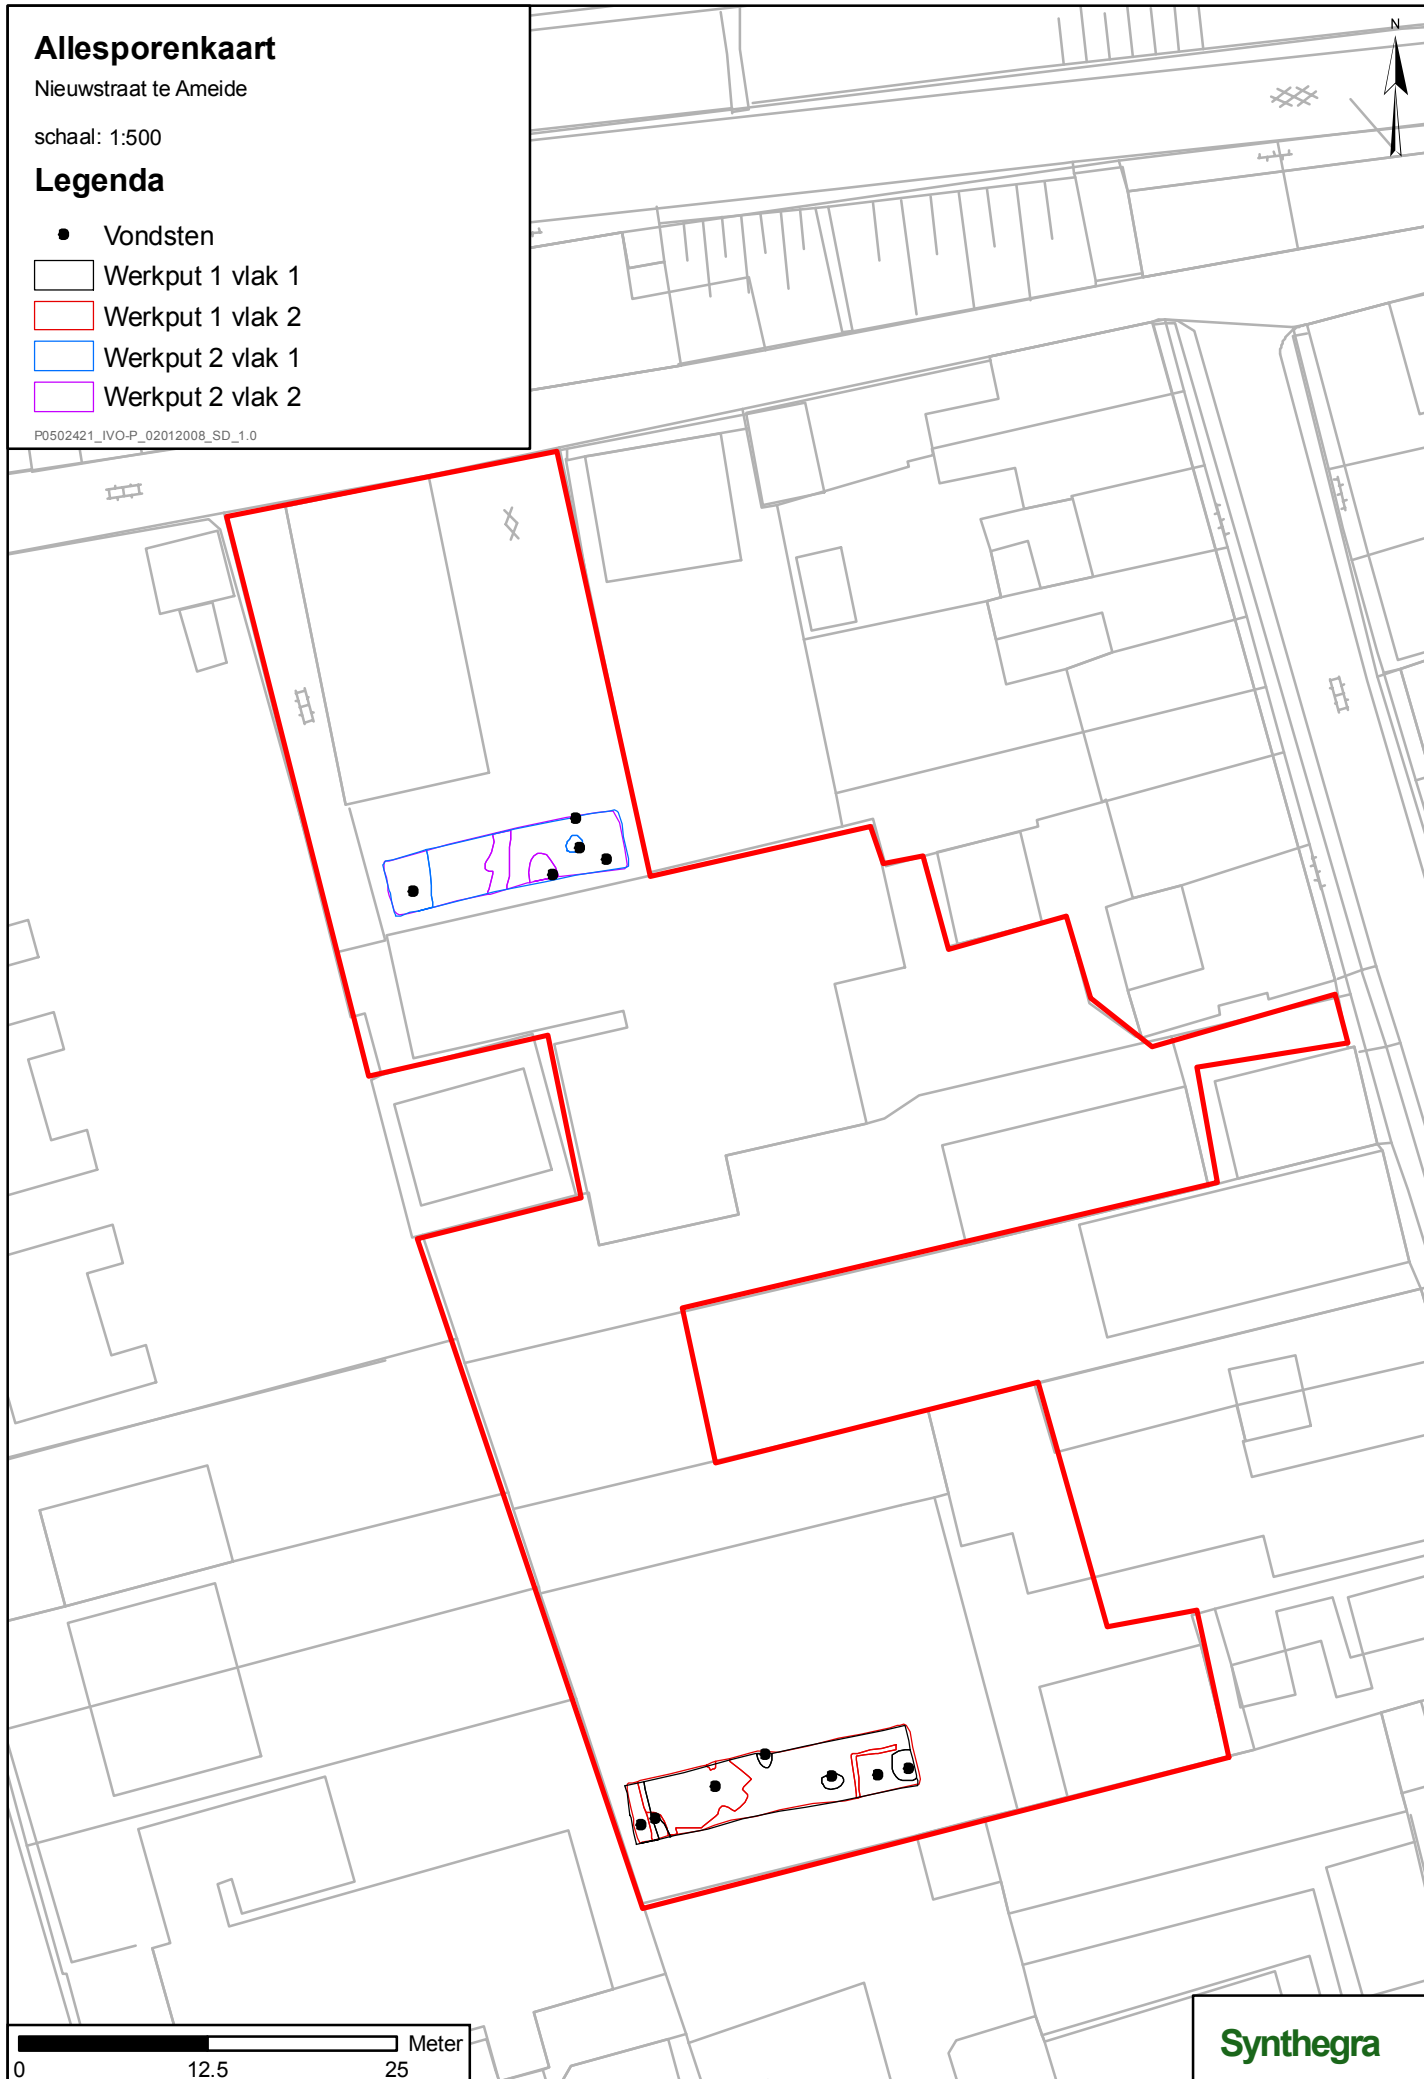 Allesporenkaart
Nieuwstraat te Ameide
schaal: 1:500
Legenda
Vondsten
Werkput 1 vlak 1
Werkput 1 vlak 2
Werkput 2 vlak 1
Werkput 2 vlak 2
P0502421_IVO-P_02012008_SD_1.0
N
Meter
0 12.5 25
Synthegra